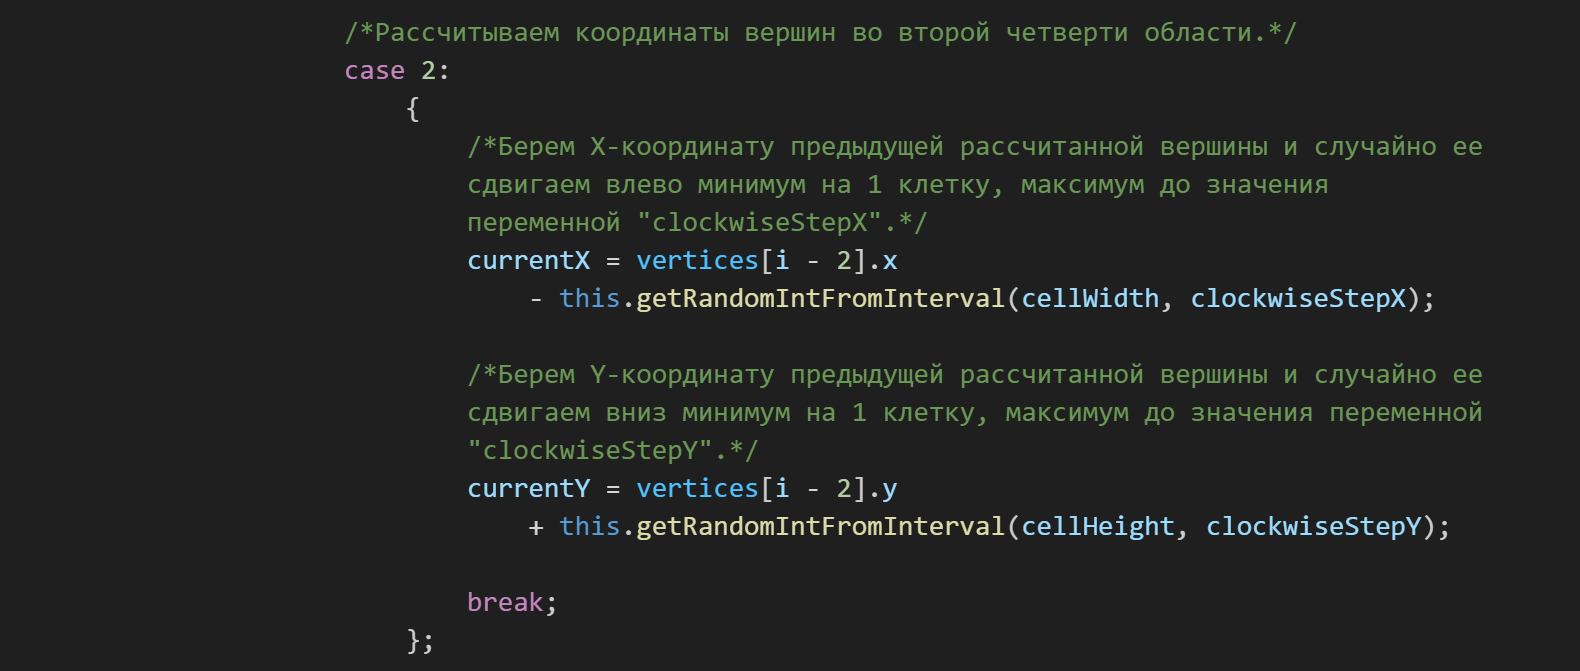 /*Рассчитываем координаты вершин во второй четверти области.*/
case 2:
{
/*Берем X-координату предыдущей рассчитанной вершины и случайно ее
сдвигаем влево минимум на 1 клетку, максимум до значения
переменной "clockwiseStepX".*/
currentX = vertices[i - 2].x
- this.getRandomIntFromInterval(cellWidth, clockwiseStepX);
/*Берем Y-координату предыдущей рассчитанной вершины и случайно ее
сдвигаем вниз минимум на 1 клетку, максимум до значения переменной
"clockwiseStepY".*/
currentY = vertices[i - 2].y
+ this.getRandomIntFromInterval(cellHeight, clockwiseStepY);
break;
};